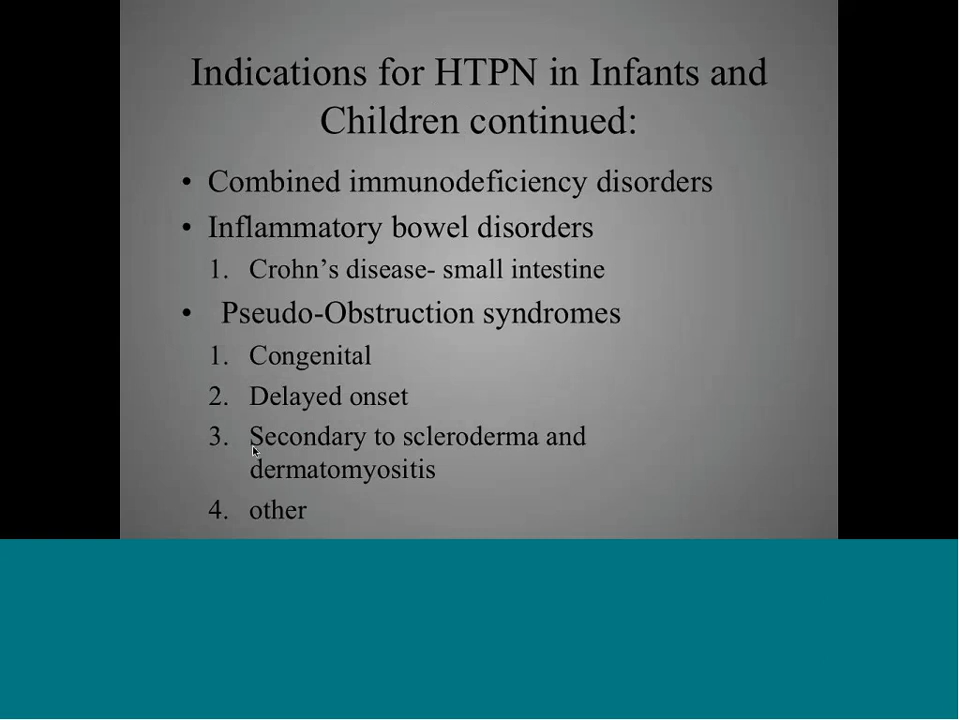 Indications for HTPN in Infants and
Children continued:
• Combined immunodeficiency disorders
• Inflammatory bowel disorders
1. Crohn's disease- small intestine
• Pseudo-Obstruction syndromes
1. Congenital
2. Delayed onset
3. Secondary to scleroderma and
dermatomyositis
4. other